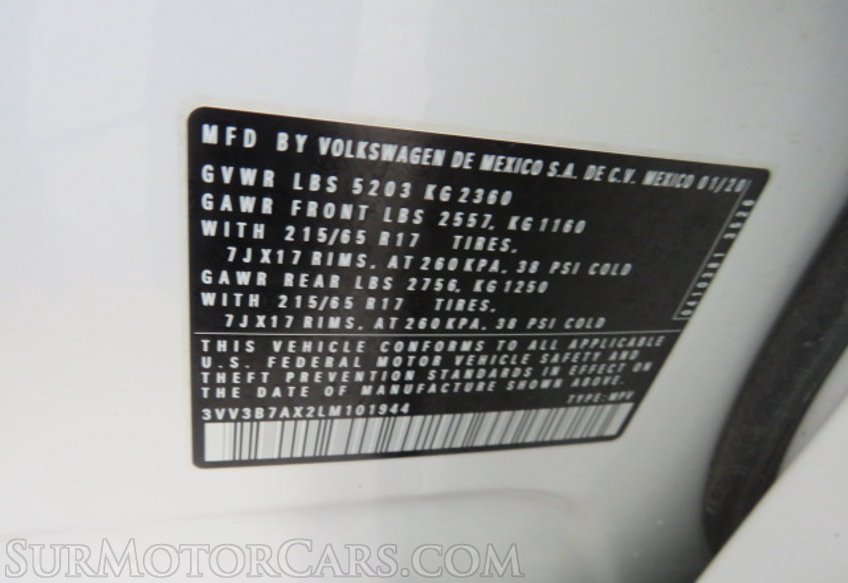 MFD BY VOLKSWAGEN DE MEXICO S.A. DE C.V. MEXICO 01/20
GVWR LBS 5203 KG 2360
GAWR FRONT LBS 2557, KG 1160
WITH 215/65 R17 TIRES,
7JX17 RIMS, AT 260 KPA, 38 PSI COLD
GAWR REAR LBS 2756, KG 1250
WITH 215/65 R17 TIRES,
7JX17 RIMS, AT 260 KPA, 38 PSI COLD
THIS VEHICLE CONFORMS TO ALL APPLICABLE
U.S. FEDERAL MOTOR VEHICLE SAFETY AND
THEFT PREVENTION STANDARDS IN EFFECT ON
THE DATE OF MANUFACTURE SHOWN ABOVE.
3VV3B7AX2LM101944 TYPE: MPV
SURMOTORCARS.COM